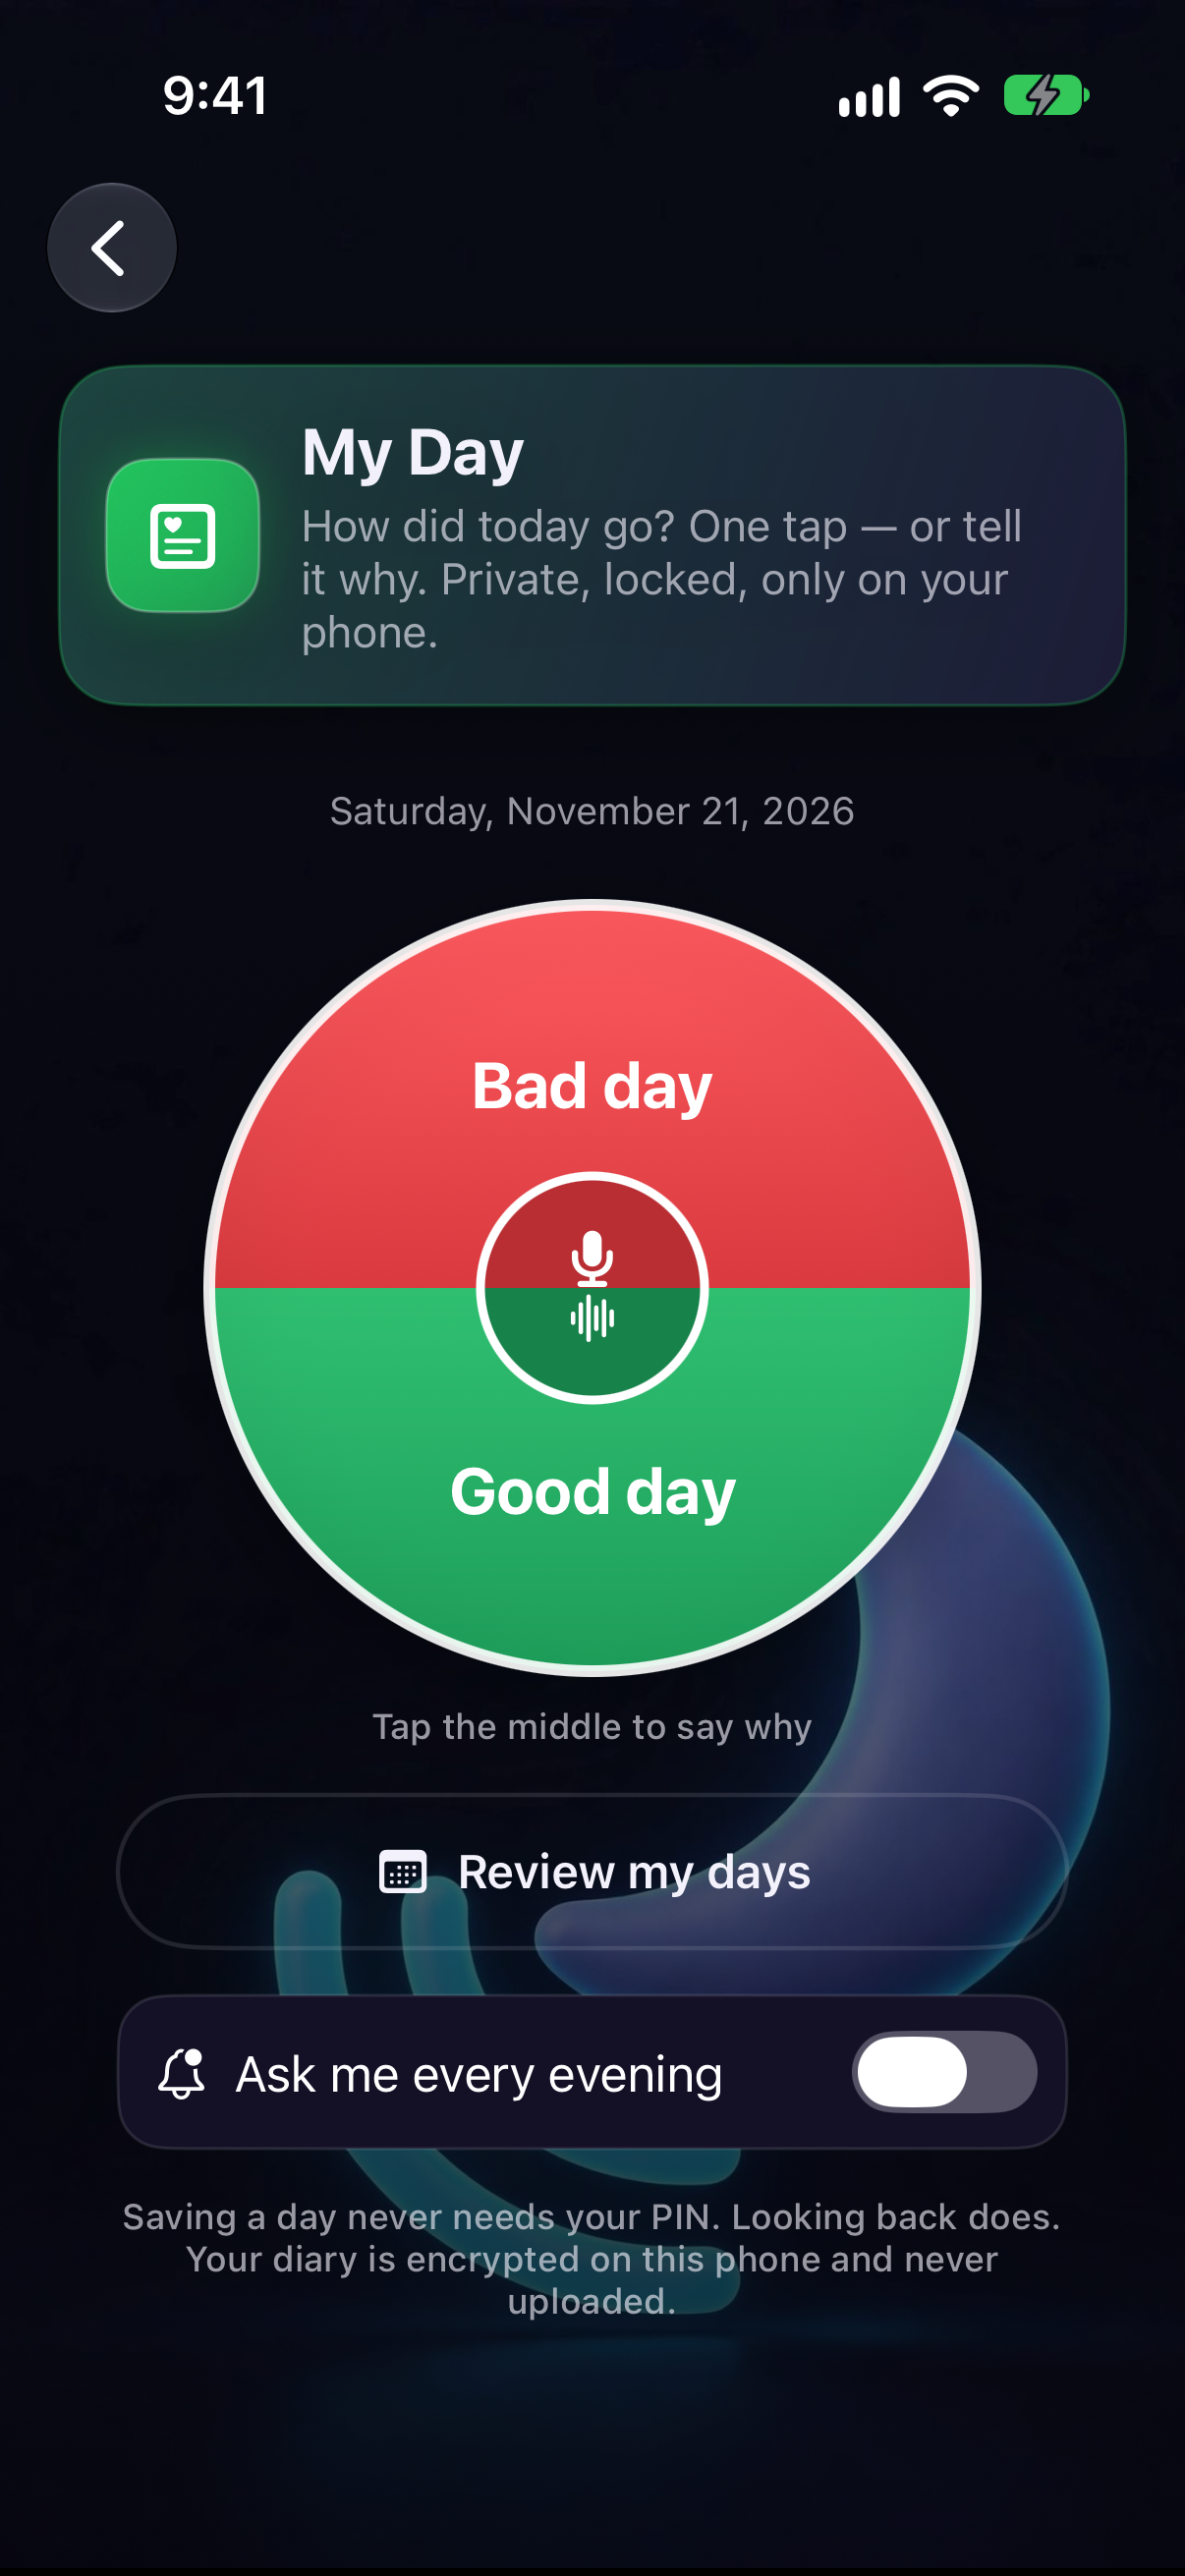 9:41
My Day
How did today go? One tap — or tell
it why. Private, locked, only on your
phone.
Saturday, November 21, 2026
Bad day
Good day
Tap the middle to say why
Review my days
Ask me every evening
Saving a day never needs your PIN. Looking back does.
Your diary is encrypted on this phone and never
uploaded.